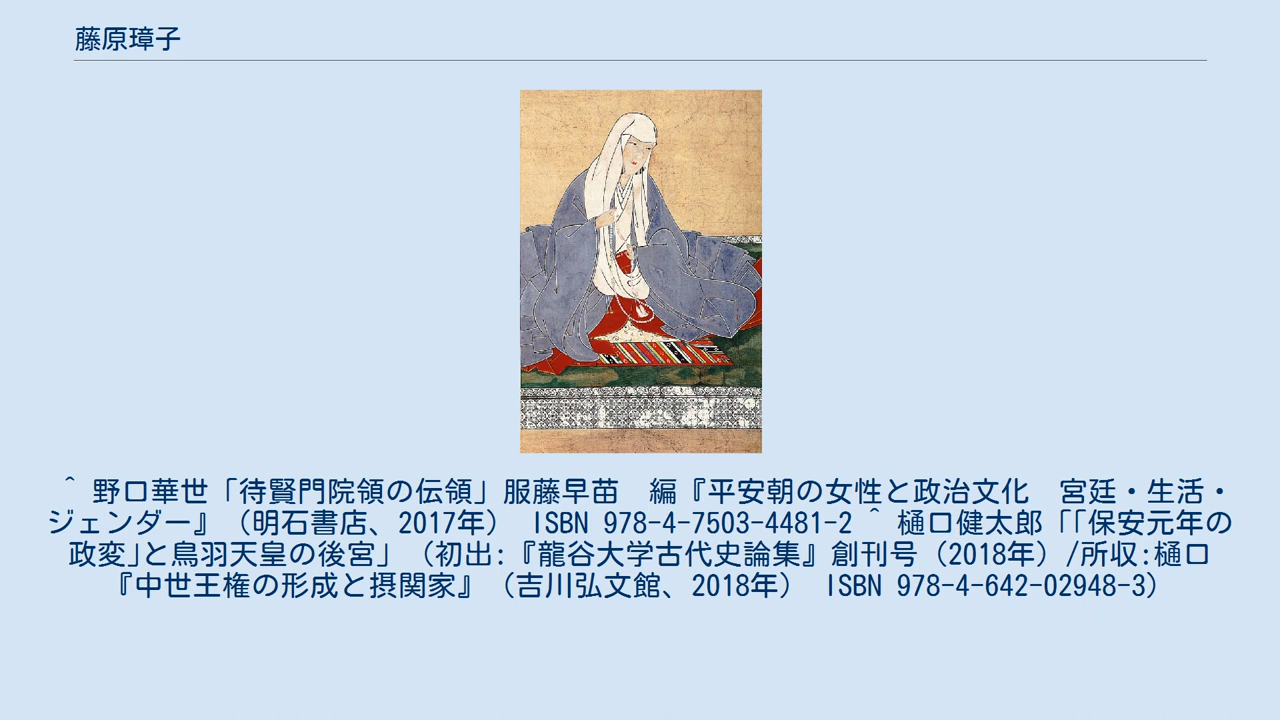 藤原璋子
^ 野口華世「待賢門院領の伝領」服藤早苗　編『平安朝の女性と政治文化　宮廷・生活・
ジェンダー』（明石書店、2017年） ISBN 978-4-7503-4481-2 ^ 樋口健太郎「｢保安元年の
政変｣と鳥羽天皇の後宮」（初出:『龍谷大学古代史論集』創刊号（2018年）/所収:樋口
『中世王権の形成と摂関家』（吉川弘文館、2018年） ISBN 978-4-642-02948-3）